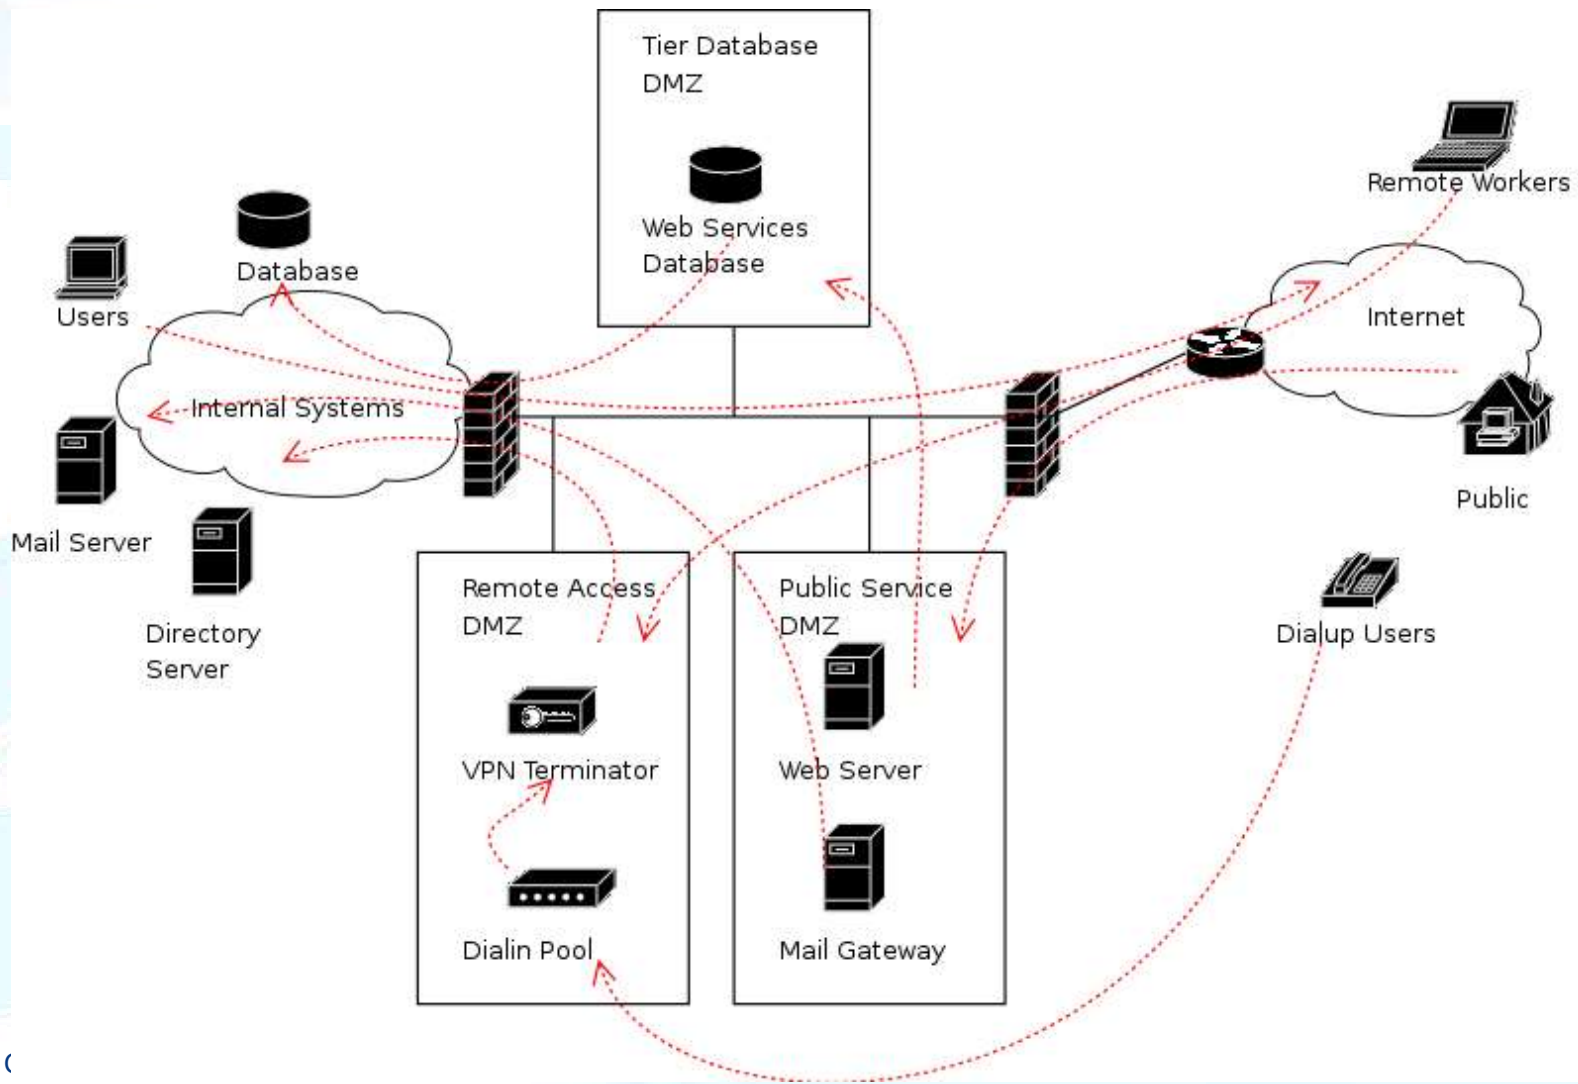 Tier Database
DMZ
Web Services
Database
Remote Workers
Database
Users
Internet
Internal Systems
Public
Mail Server
Directory
Server
Remote Access
DMZ
Public Service
DMZ
Dialup Users
VPN Terminator
Web Server
Dialin Pool
Mail Gateway